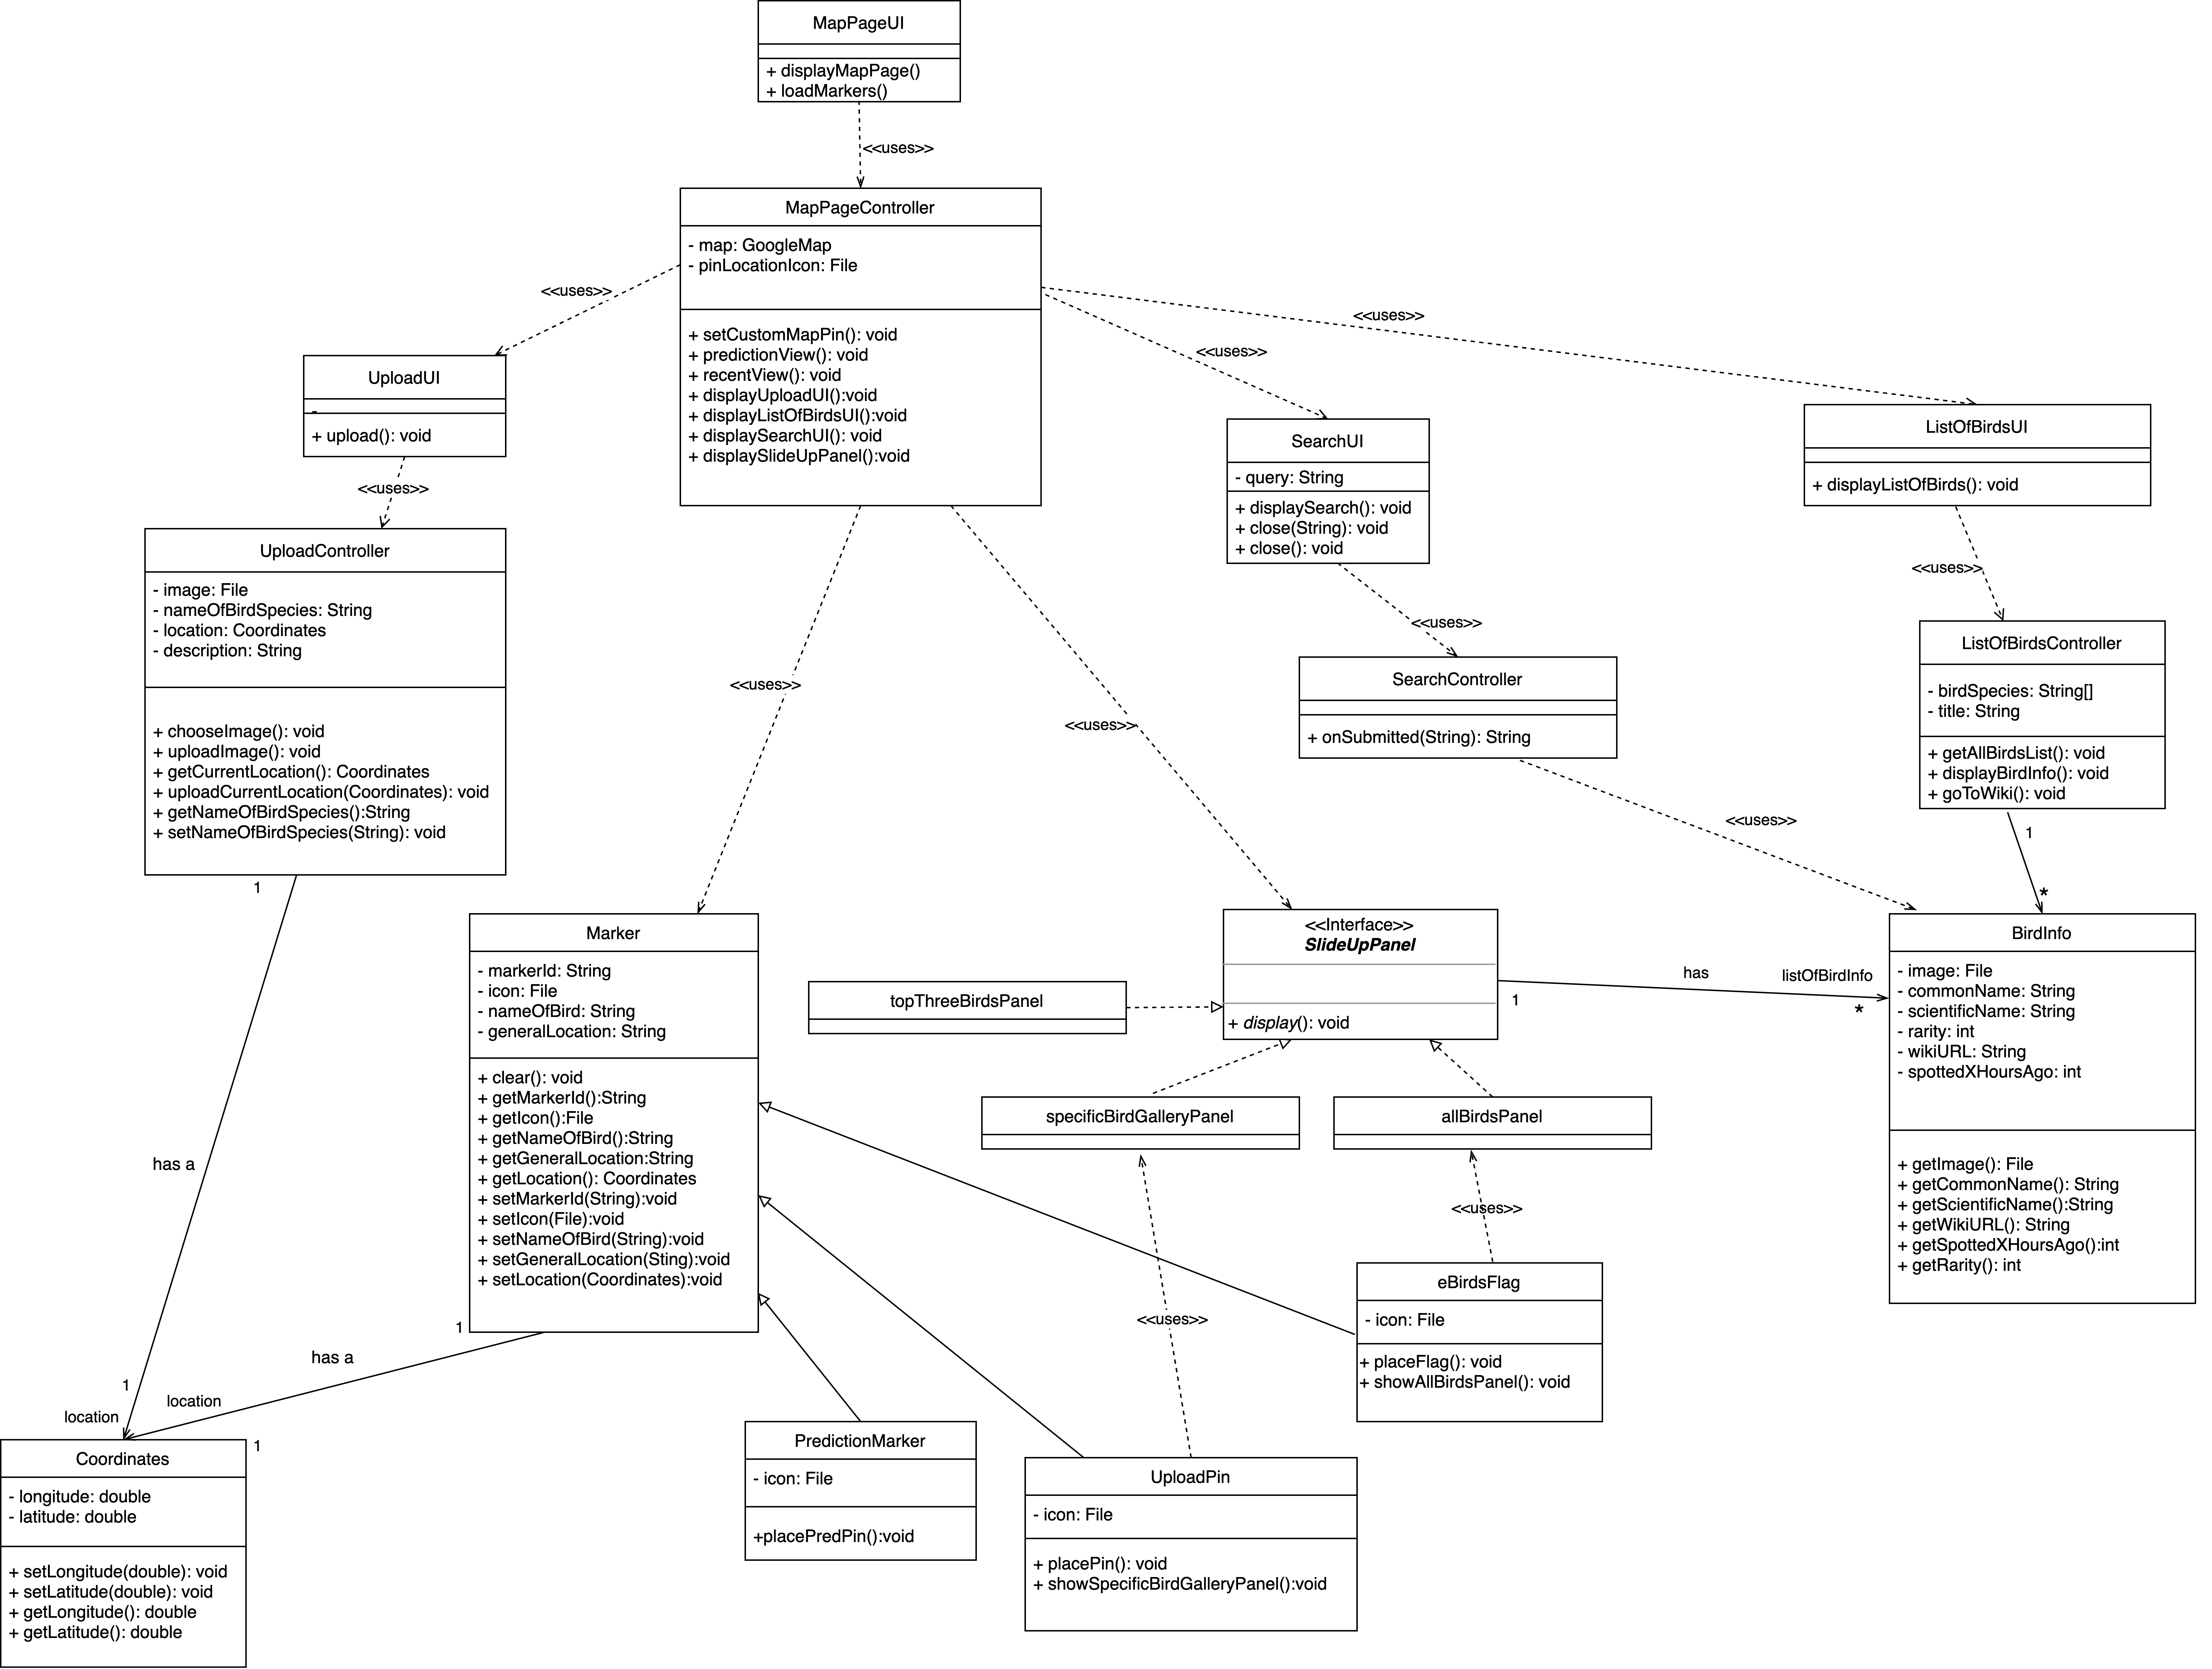 MapPageUI
+ displayMapPage()
+ loadMarkers()
<<uses>>
MapPageController
- map: GoogleMap
- pinLocationIcon: File
+ setCustomMapPin(): void
+ predictionView(): void
+ recentView(): void
+ displayUploadUI():void
+ displayListOfBirdsUI():void
+ displaySearchUI(): void
+ displaySlideUpPanel():void
<<uses>>
<<uses>>
<<uses>>
UploadUI
-
+ upload(): void
<<uses>>
SearchUI
- query: String
+ displaySearch(): void
+ close(String): void
+ close(): void
ListOfBirdsUI
+ displayListOfBirds(): void
<<uses>>
<<uses>>
UploadController
- image: File
- nameOfBirdSpecies: String
- location: Coordinates
- description: String
+ chooseImage(): void
+ uploadImage(): void
+ getCurrentLocation(): Coordinates
+ uploadCurrentLocation(Coordinates): void
+ getNameOfBirdSpecies():String
+ setNameOfBirdSpecies(String): void
<<uses>>
<<uses>>
SearchController
+ onSubmitted(String): String
ListOfBirdsController
- birdSpecies: String[]
- title: String
+ getAllBirdsList(): void
+ displayBirdInfo(): void
+ goToWiki(): void
<<uses>>
1
*
1
has a
1
location
Marker
- markerId: String
- icon: File
- nameOfBird: String
- generalLocation: String
+ clear(): void
+ getMarkerId():String
+ getIcon():File
+ getNameOfBird():String
+ getGeneralLocation:String
+ getLocation(): Coordinates
+ setMarkerId(String):void
+ setIcon(File):void
+ setNameOfBird(String):void
+ setGeneralLocation(Sting):void
+ setLocation(Coordinates):void
1
has a
location
1
topThreeBirdsPanel
<<Interface>>
SlideUpPanel
+ display(): void
1
has
listOfBirdInfo
*
BirdInfo
- image: File
- commonName: String
- scientificName: String
- rarity: int
- wikiURL: String
- spottedXHoursAgo: int
+ getImage(): File
+ getCommonName(): String
+ getScientificName():String
+ getWikiURL(): String
+ getSpottedXHoursAgo():int
+ getRarity(): int
specificBirdGalleryPanel
allBirdsPanel
<<uses>>
<<uses>>
eBirdsFlag
- icon: File
+ placeFlag(): void
+ showAllBirdsPanel(): void
PredictionMarker
- icon: File
+placePredPin():void
UploadPin
- icon: File
+ placePin(): void
+ showSpecificBirdGalleryPanel():void
Coordinates
- longitude: double
- latitude: double
+ setLongitude(double): void
+ setLatitude(double): void
+ getLongitude(): double
+ getLatitude(): double